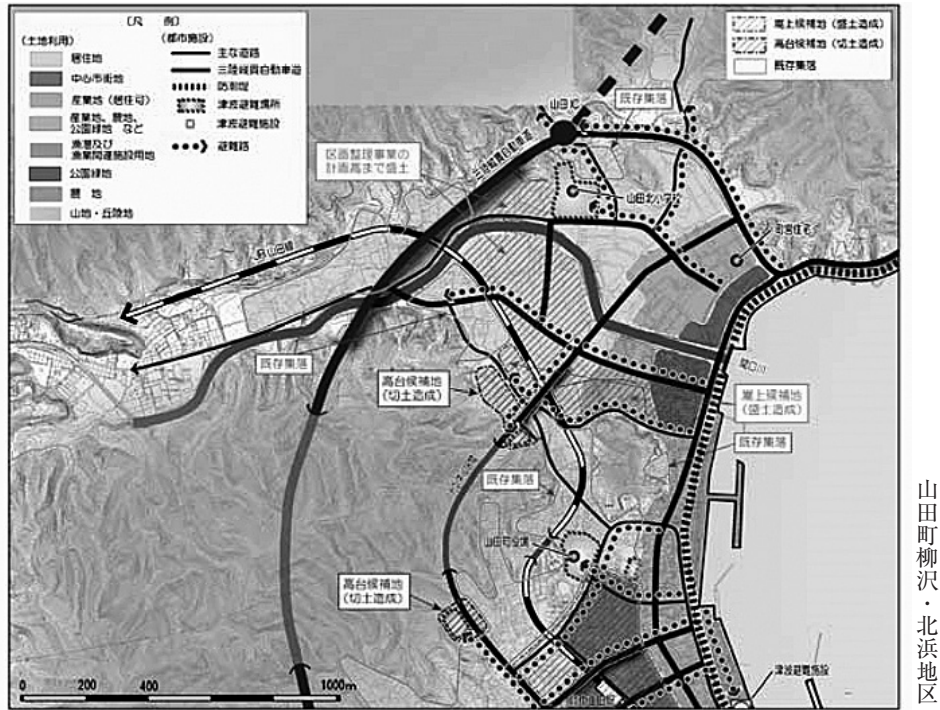 〔凡　例〕
(土地利用)
居住地
中心市街地
産業地（居住可）
産業地、農地、
公園緑地　など
漁港及び
漁業関連施設用地
公園緑地
農　地
山地・丘陵地
(都市施設)
主な道路
三陸縦貫自動車道
防潮堤
津波避難場所
津波避難施設
避難路
嵩上候補地（盛土造成）
高台候補地（切土造成）
既存集落
山田IC
既存集落
三陸縦貫自動車道
区画整理事業の
計画高まで盛土
山田北小学校
町営住宅
JR山田線
関口川
既存集落
高台候補地
(切土造成)
嵩上候補地
(盛土造成)
既存集落
既存集落
山田町役場
高台候補地
(切土造成)
津波避難施設
0 200 400 1000m
山田町柳沢・北浜地区